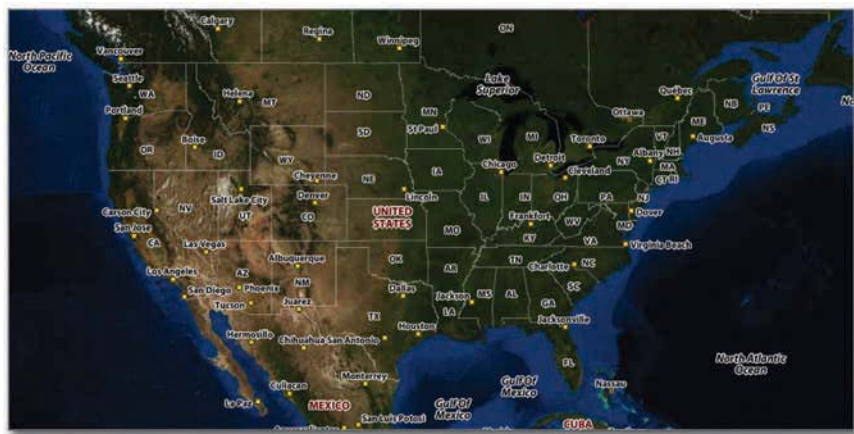 Calgary
Regina
Winnipeg
ON
North Pacific
Ocean
Vancouver
Seattle
WA
Portland
Helena
MT
ND
MN
Lake
Superior
Québec
Gulf Of St
Lawrence
NB
PE
NS
No
Ottawa
ME
Augusta
VT
NH
Albany
MA
CT
RI
NY
Toronto
MI
Detroit
WI
St Paul
SD
OR
Boise
ID
WY
Cheyenne
NE
Lincoln
IA
Chicago
IL
IN
OH
Cleveland
PA
NJ
Dover
MD
Carson City
NV
Salt Lake City
UT
Denver
CO
UNITED
STATES
MO
Frankfort
KY
WV
VA
Virginia Beach
San Jose
CA
Las Vegas
Los Angeles
San Diego
AZ
Phoenix
Tucson
Albuquerque
NM
Juarez
OK
AR
TN
Charlotte
NC
SC
Dallas
TX
Jackson
MS
AL
GA
LA
Jacksonville
Houston
San Antonio
Hermosillo
Chihuahua
FL
North Atlantic
Ocean
Monterrey
Culiacan
La Paz
MEXICO
San Luis Potosi
Gulf Of
Mexico
Gulf Of
Mexico
Nassau
CUBA